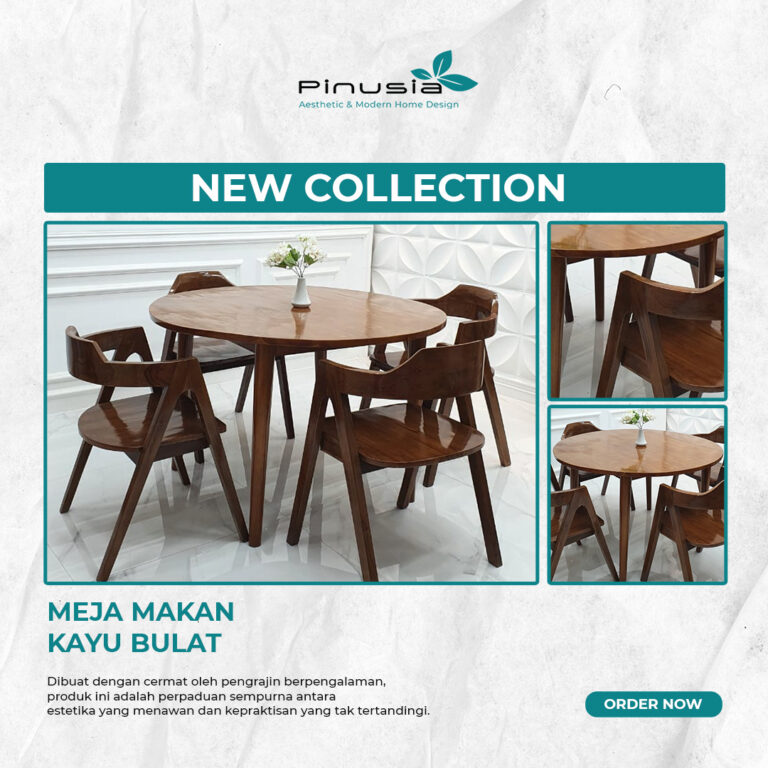 Pinusia
Aesthetic & Modern Home Design
NEW COLLECTION
MEJA MAKAN
KAYU BULAT
Dibuat dengan cermat oleh pengrajin berpengalaman,
produk ini adalah perpaduan sempurna antara
estetika yang menawan dan kepraktisan yang tak tertandingi.
ORDER NOW